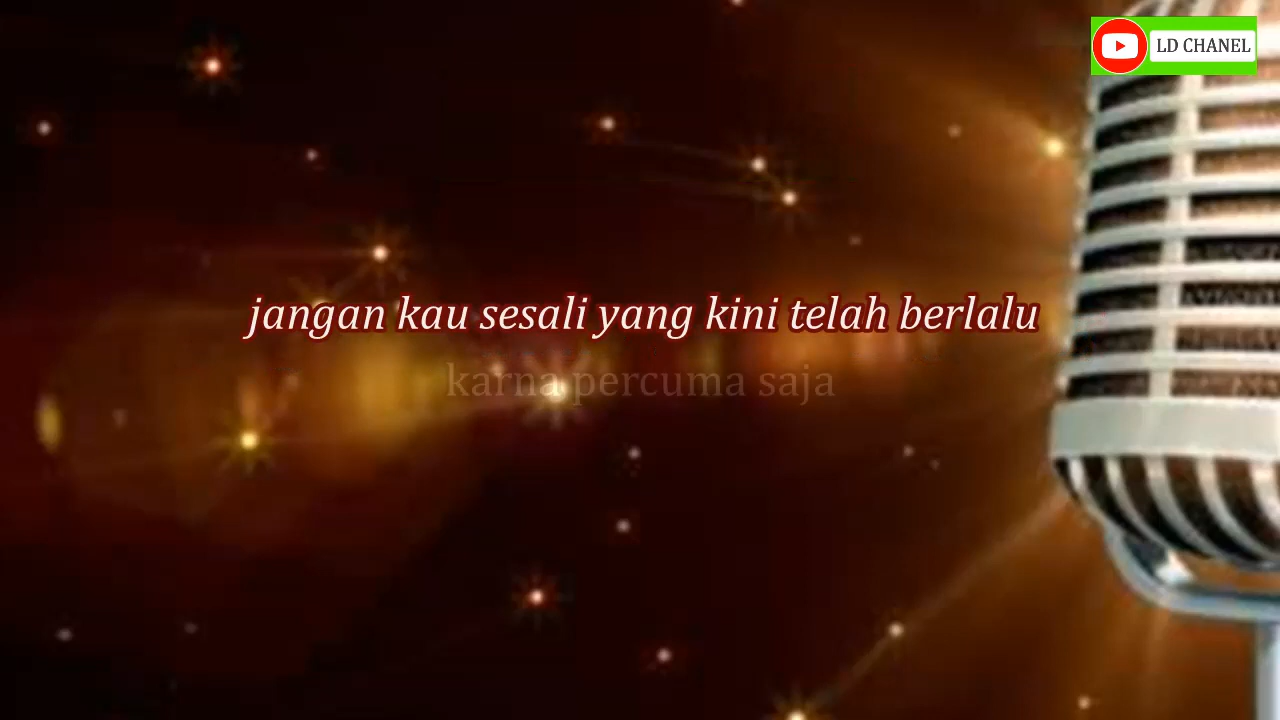 LD CHANEL
jangan kau sesali yang kini telah berlalu
karna percuma saja